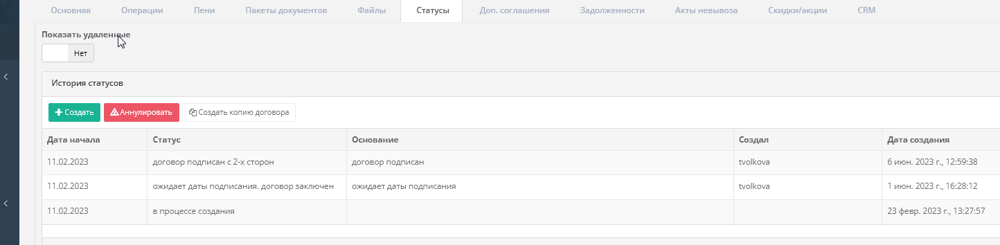 Основная Операции Пени Пакеты документов Файлы Статусы Доп. соглашения Задолженности Акты невывоза Скидки/акции CRM
Показать удаленные
Нет
История статусов
Создать Аннулировать Создать копию договора
Дата начала Статус Основание Создал Дата создания
11.02.2023 договор подписан с 2-х сторон договор подписан tvolkova 6 июн. 2023 г., 12:59:38
11.02.2023 ожидает даты подписания. договор заключен ожидает даты подписания tvolkova 1 июн. 2023 г., 16:28:12
11.02.2023 в процессе создания 23 февр. 2023 г., 13:27:57